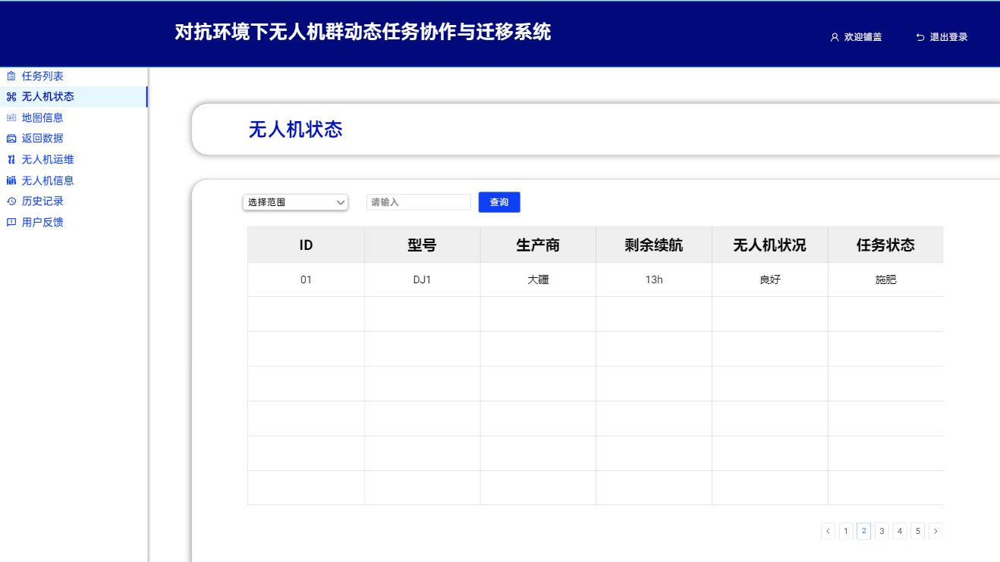 对抗环境下无人机群动态任务协作与迁移系统
欢迎铺盖
退出登录
任务列表
无人机状态
地图信息
返回数据
无人机运维
无人机信息
历史记录
用户反馈
无人机状态
选择范围 请输入 查询
ID 型号 生产商 剩余续航 无人机状况 任务状态
01 DJ1 大疆 13h 良好 施肥
1 2 3 4 5